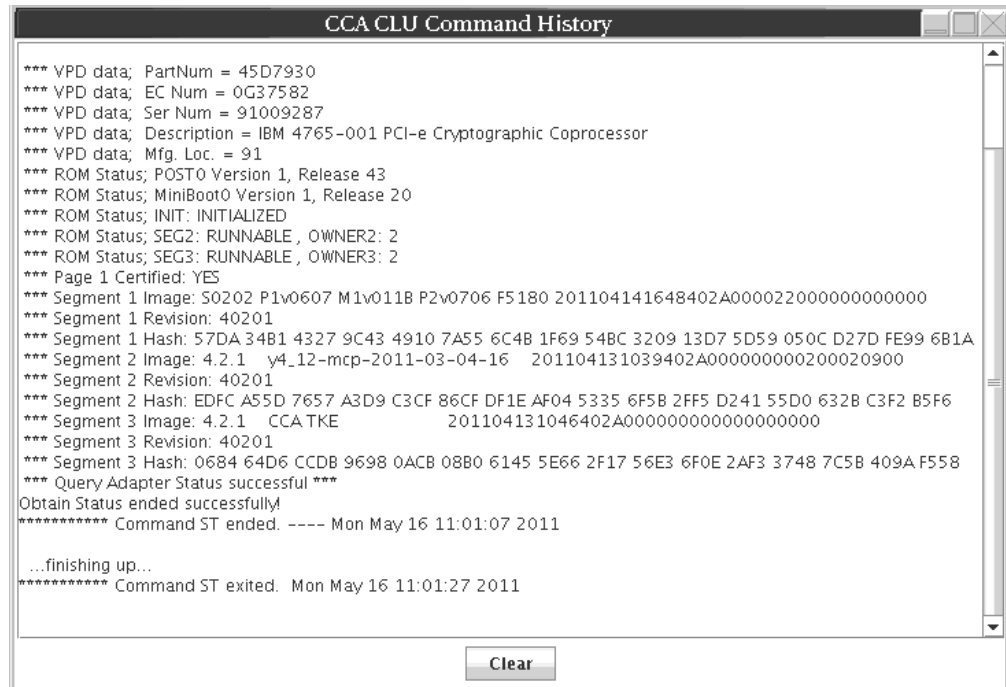 CCA CLU Command History
*** VPD data;  PartNum = 45D7930
*** VPD data;  EC Num = 0G37582
*** VPD data;  Ser Num = 91009287
*** VPD data;  Description = IBM 4765-001 PCI-e Cryptographic Coprocessor
*** VPD data;  Mfg. Loc. = 91
*** ROM Status; POST0 Version 1, Release 43
*** ROM Status; MiniBoot0 Version 1, Release 20
*** ROM Status; INIT: INITIALIZED
*** ROM Status; SEG2: RUNNABLE , OWNER2: 2
*** ROM Status; SEG3: RUNNABLE , OWNER3: 2
*** Page 1 Certified: YES
*** Segment 1 Image: S0202 P1v0607 M1v011B P2v0706 F5180 201104141648402A000022000000000000
*** Segment 1 Revision: 40201
*** Segment 1 Hash: 57DA 34B1 4327 9C43 4910 7A55 6C4B 1F69 54BC 3209 13D7 5D59 050C D27D FE99 6B1A
*** Segment 2 Image: 4.2.1    y4_12-mcp-2011-03-04-16    201104131039402A000000000200020900
*** Segment 2 Revision: 40201
*** Segment 2 Hash: EDFC A55D 7657 A3D9 C3CF 86CF DF1E AF04 5335 6F5B 2FF5 D241 55D0 632B C3F2 B5F6
*** Segment 3 Image: 4.2.1    CCA TKE                    201104131046402A000000000000000000
*** Segment 3 Revision: 40201
*** Segment 3 Hash: 0684 64D6 CCDB 9698 0ACB 08B0 6145 5E66 2F17 56E3 6F0E 2AF3 3748 7C5B 409A F558
*** Query Adapter Status successful ***
Obtain Status ended successfully!
*********** Command ST ended. ---- Mon May 16 11:01:07 2011
...finishing up...
*********** Command ST exited.  Mon May 16 11:01:27 2011
Clear